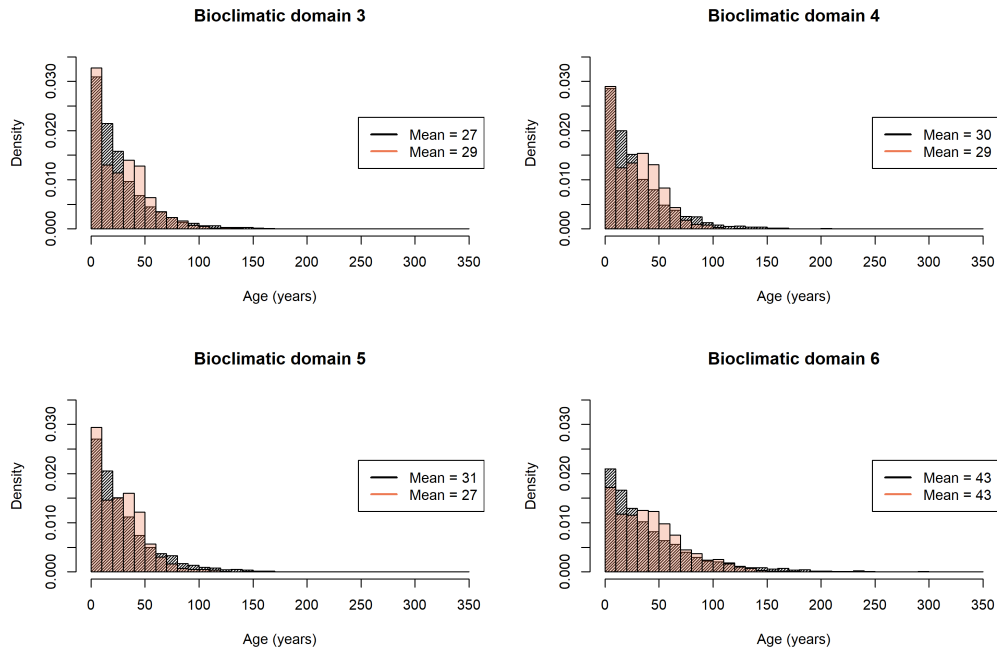 Bioclimatic domain 3
Density
0.000
0.010
0.020
0.030
Mean = 27
Mean = 29
0 50 100 150 200 250 300 350
Age (years)
Bioclimatic domain 4
Density
0.000
0.010
0.020
0.030
Mean = 30
Mean = 29
0 50 100 150 200 250 300 350
Age (years)
Bioclimatic domain 5
Density
0.000
0.010
0.020
0.030
Mean = 31
Mean = 27
0 50 100 150 200 250 300 350
Age (years)
Bioclimatic domain 6
Density
0.000
0.010
0.020
0.030
Mean = 43
Mean = 43
0 50 100 150 200 250 300 350
Age (years)